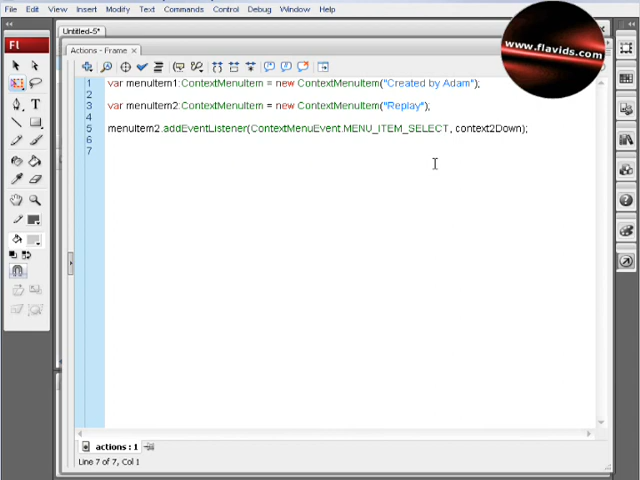 File Edit View Insert Modify Text Commands Control Debug Window Help
www.flavids.com
Untitled-5*
Fl
Actions - Frame ×
1 var menuItem1:ContextMenuItem = new ContextMenuItem("Created by Adam");
2
3 var menuItem2:ContextMenuItem = new ContextMenuItem("Replay");
4
5 menuItem2.addEventListener(ContextMenuEvent.MENU_ITEM_SELECT, context2Down);
6
7
T
actions : 1
Line 7 of 7, Col 1